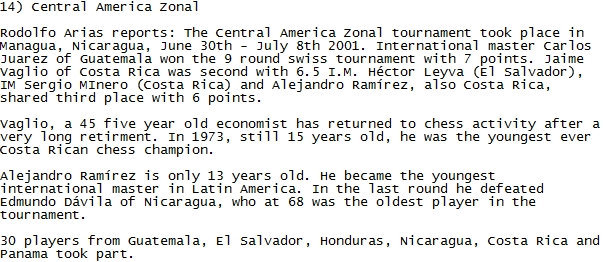 14) Central America Zonal
Rodolfo Arias reports: The Central America Zonal tournament took place in
Managua, Nicaragua, June 30th - July 8th 2001. International master Carlos
Juarez of Guatemala won the 9 round swiss tournament with 7 points. Jaime
Vaglio of Costa Rica was second with 6.5 I.M. Héctor Leyva (El Salvador),
IM Sergio MInero (Costa Rica) and Alejandro Ramírez, also Costa Rica,
shared third place with 6 points.
Vaglio, a 45 five year old economist has returned to chess activity after a
very long retirment. In 1973, still 15 years old, he was the youngest ever
Costa Rican chess champion.
Alejandro Ramírez is only 13 years old. He became the youngest
international master in Latin America. In the last round he defeated
Edmundo Dávila of Nicaragua, who at 68 was the oldest player in the
tournament.
30 players from Guatemala, El Salvador, Honduras, Nicaragua, Costa Rica and
Panama took part.